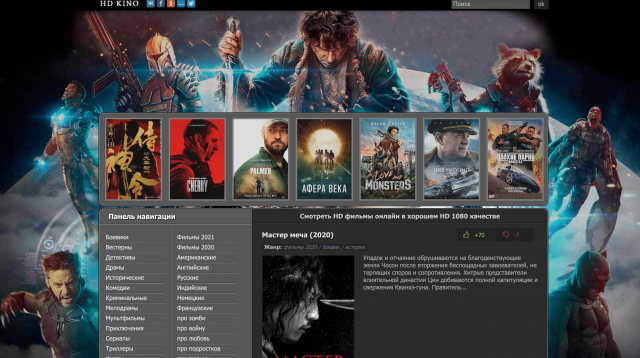 HD KINO
Поиск
ok
CHERRY
PALMER
АФЕРА ВЕКА
LOVE AND
MONSTERS
GREYHOUND
ПЛОХИЕ ПАРНИ
Панель навигации
Смотреть HD фильмы онлайн в хорошем HD 1080 качестве
Боевики
Фильмы 2021
Вестерны
Фильмы 2020
Детективы
Американские
Драмы
Английские
Исторические
Русские
Комедии
Индийские
Криминальные
Немецкие
Мелодрамы
Французские
Мультфильмы
про зомби
Приключения
про войну
Сериалы
про любовь
Триллеры
про подростков
Мастер меча (2020)
+70
-7
Жанр: фильмы 2020 / боевик / история
Упадок и отчаяние обрушиваются на благоденствующие
земли Чосон после вторжения беспощадных завоевателей, не
терпящих споров и сопротивления. Хитрые представители
влиятельной династии Цин добиваются полной капитуляции и
свержения Кванхэ-гуна. Правитель...